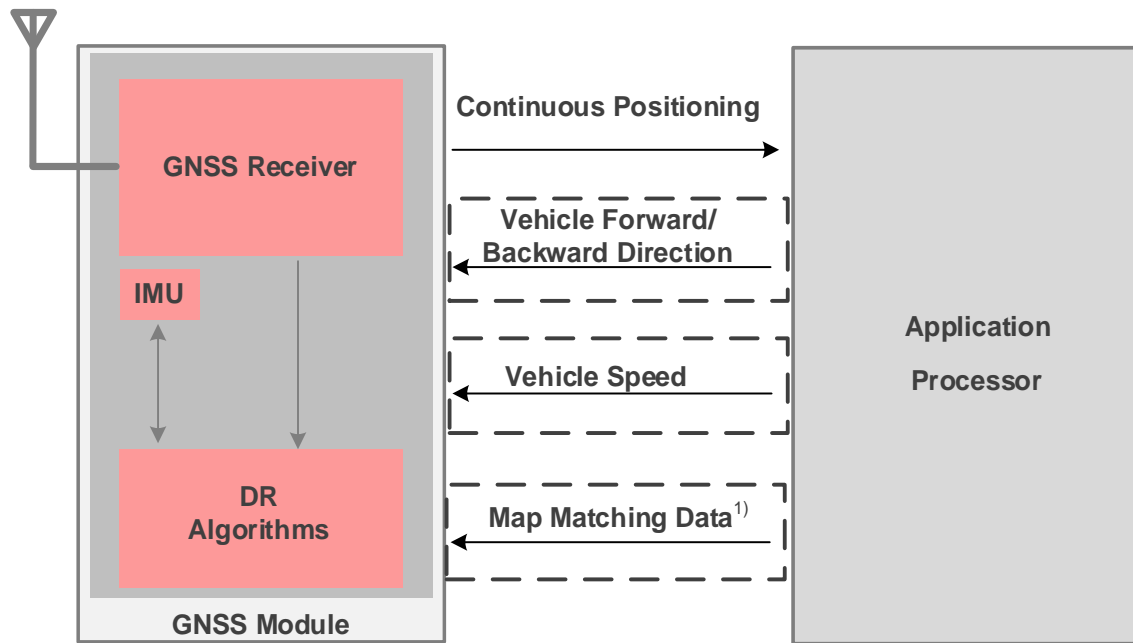 GNSS Receiver
IMU
DR
Algorithms
GNSS Module
Continuous Positioning
Vehicle Forward/
Backward Direction
Vehicle Speed
Map Matching Data1)
Application
Processor